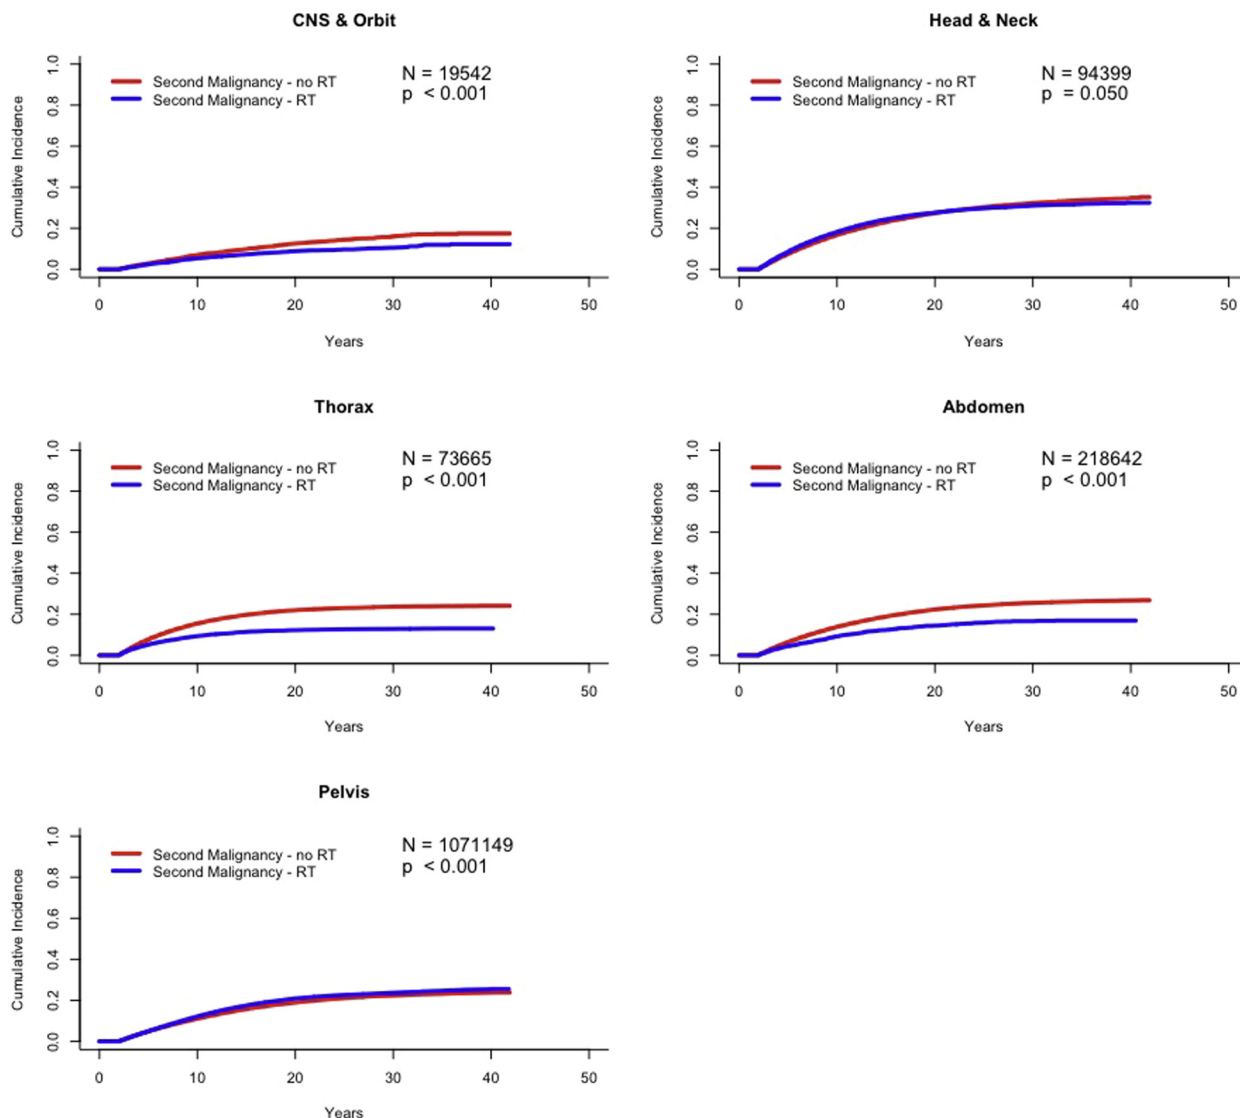 CNS & Orbit
Cumulative Incidence
1.0
0.8
0.6
0.4
0.2
0.0
Second Malignancy - no RT
Second Malignancy - RT
N = 19542
p < 0.001
0 10 20 30 40 50
Years
Head & Neck
Cumulative Incidence
1.0
0.8
0.6
0.4
0.2
0.0
Second Malignancy - no RT
Second Malignancy - RT
N = 94399
p = 0.050
0 10 20 30 40 50
Years
Thorax
Cumulative Incidence
1.0
0.8
0.6
0.4
0.2
0.0
Second Malignancy - no RT
Second Malignancy - RT
N = 73665
p < 0.001
0 10 20 30 40 50
Years
Abdomen
Cumulative Incidence
1.0
0.8
0.6
0.4
0.2
0.0
Second Malignancy - no RT
Second Malignancy - RT
N = 218642
p < 0.001
0 10 20 30 40 50
Years
Pelvis
Cumulative Incidence
1.0
0.8
0.6
0.4
0.2
0.0
Second Malignancy - no RT
Second Malignancy - RT
N = 1071149
p < 0.001
0 10 20 30 40 50
Years